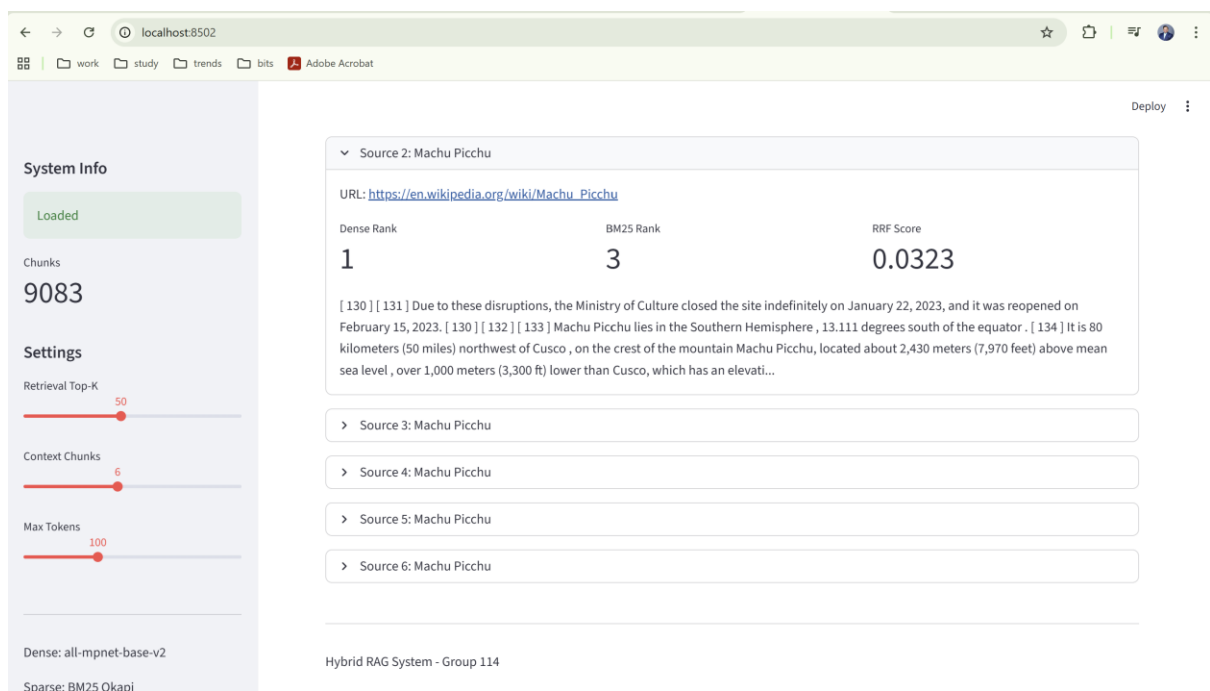 localhost:8502
work study trends bits Adobe Acrobat
Deploy
System Info
Loaded
Chunks
9083
Settings
Retrieval Top-K
50
Context Chunks
6
Max Tokens
100
Dense: all-mpnet-base-v2
Sparse: BM25 Okapi
Source 2: Machu Picchu
URL: https://en.wikipedia.org/wiki/Machu_Picchu
Dense Rank BM25 Rank RRF Score
1 3 0.0323
[ 130 ] [ 131 ] Due to these disruptions, the Ministry of Culture closed the site indefinitely on January 22, 2023, and it was reopened on
February 15, 2023. [ 130 ] [ 132 ] [ 133 ] Machu Picchu lies in the Southern Hemisphere , 13.111 degrees south of the equator . [ 134 ] It is 80
kilometers (50 miles) northwest of Cusco , on the crest of the mountain Machu Picchu, located about 2,430 meters (7,970 feet) above mean
sea level , over 1,000 meters (3,300 ft) lower than Cusco, which has an elevati...
Source 3: Machu Picchu
Source 4: Machu Picchu
Source 5: Machu Picchu
Source 6: Machu Picchu
Hybrid RAG System - Group 114